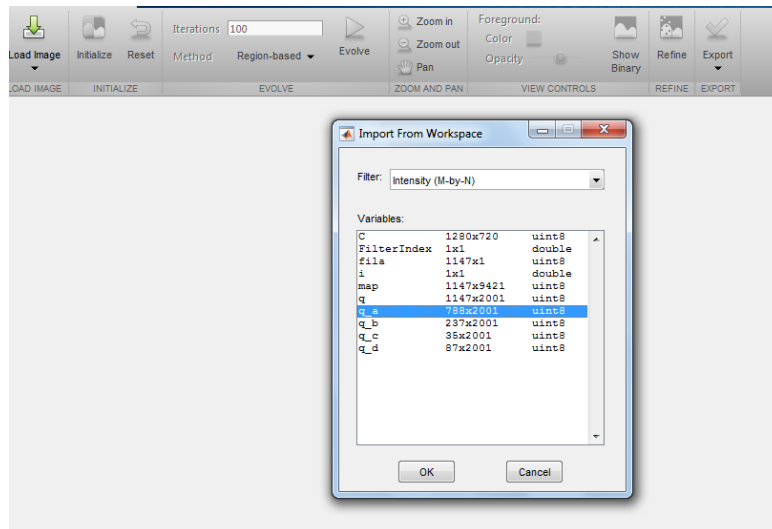 Load Image
Initialize
Reset
Iterations 100
Method Region-based
Evolve
Zoom in
Zoom out
Pan
Foreground:
Color
Opacity
Show Binary
Refine
Export
LOAD IMAGE INITIALIZE EVOLVE ZOOM AND PAN VIEW CONTROLS REFINE EXPORT
Import From Workspace
Filter: Intensity (M-by-N)
Variables:
C 1280x720 uint8
FilterIndex 1x1 double
fila 1147x1 uint8
i 1x1 double
map 1147x9421 uint8
q 1147x2001 uint8
q_a 788x2001 uint8
q_b 237x2001 uint8
q_c 35x2001 uint8
q_d 87x2001 uint8
OK Cancel